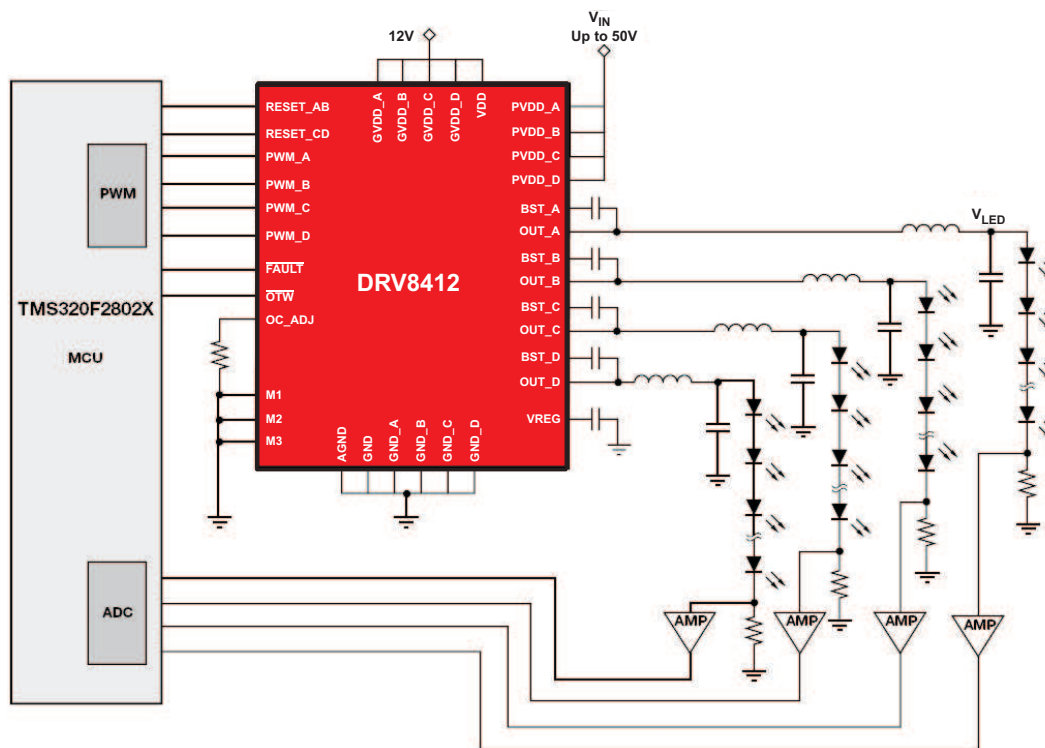 12V
V_IN
Up to 50V
GVDD_A
GVDD_B
GVDD_C
GVDD_D
VDD
RESET_AB
RESET_CD
PWM_A
PWM_B
PWM_C
PWM_D
FAULT
OTW
OC_ADJ
M1
M2
M3
PWM
TMS320F2802X
MCU
ADC
DRV8412
PVDD_A
PVDD_B
PVDD_C
PVDD_D
BST_A
OUT_A
BST_B
OUT_B
BST_C
OUT_C
BST_D
OUT_D
VREG
AGND
GND
GND_A
GND_B
GND_C
GND_D
V_LED
AMP
AMP
AMP
AMP